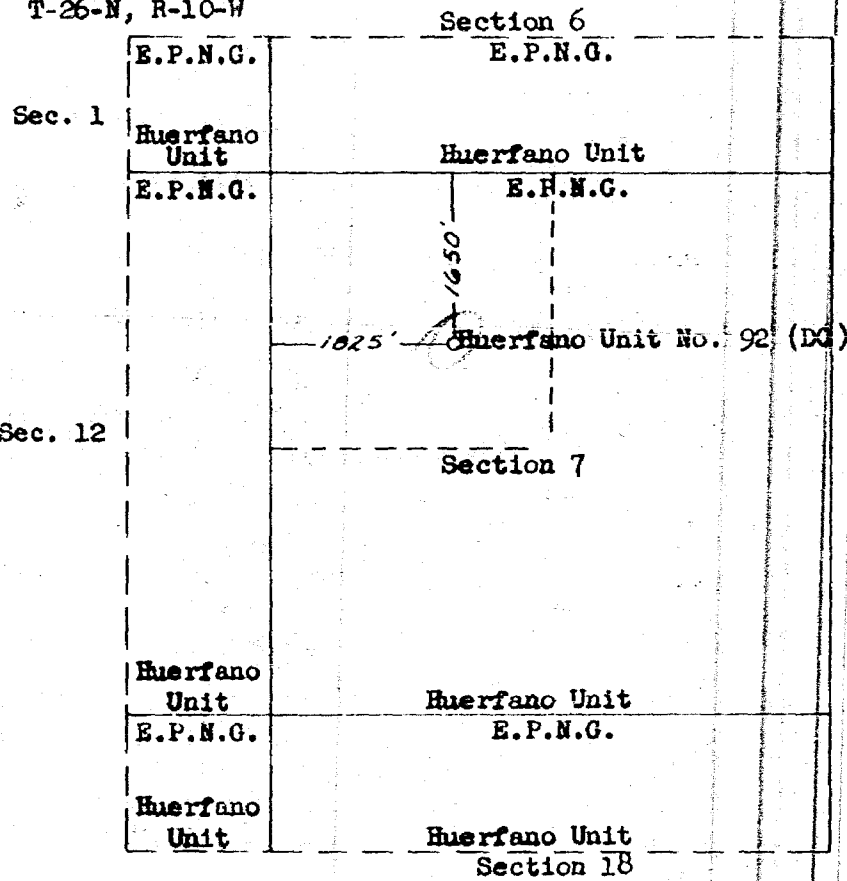 T-26-N, R-10-W
Section 6
E.P.N.G. E.P.N.G.
Sec. 1
Huerfano
Unit Huerfano Unit
E.P.N.G. E.P.N.G.
1650'
1825' Huerfano Unit No. 92 (DG)
Sec. 12
Section 7
Huerfano
Unit Huerfano Unit
E.P.N.G. E.P.N.G.
Huerfano
Unit Huerfano Unit
Section 18